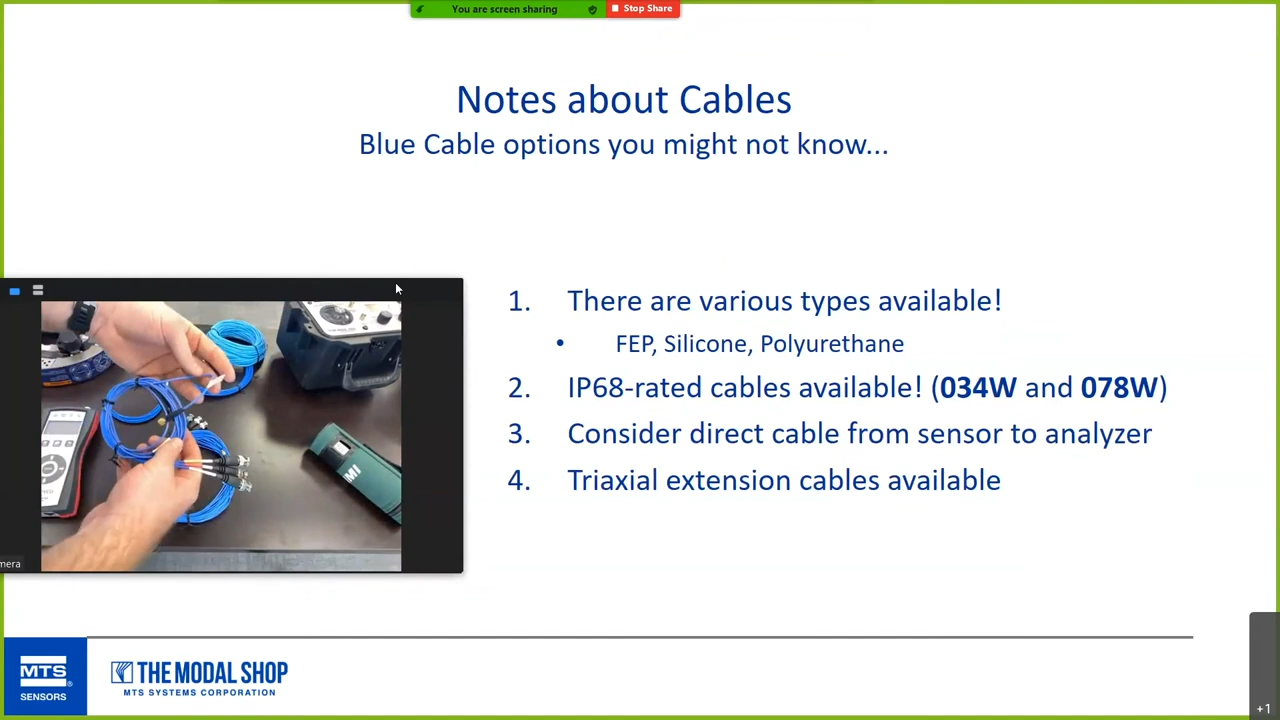 You are screen sharing
Stop Share
Notes about Cables
Blue Cable options you might not know...
1. There are various types available!
• FEP, Silicone, Polyurethane
2. IP68-rated cables available! (034W and 078W)
3. Consider direct cable from sensor to analyzer
4. Triaxial extension cables available
MI
mera
MTS®
SENSORS
THE MODAL SHOP
MTS SYSTEMS CORPORATION
+1